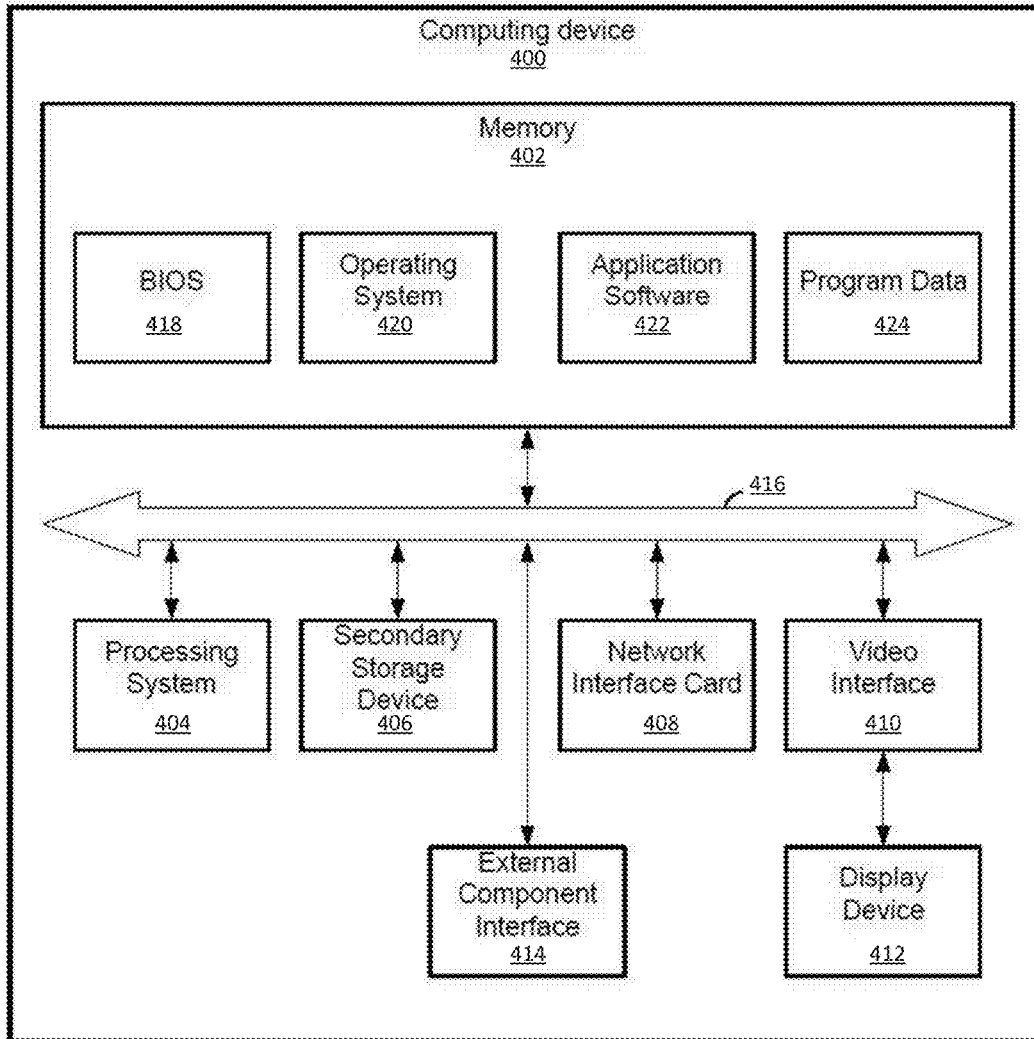 Computing device
400
Memory
402
BIOS
418
Operating
System
420
Application
Software
422
Program Data
424
416
Processing
System
404
Secondary
Storage
Device
406
Network
Interface Card
408
Video
Interface
410
External
Component
Interface
414
Display
Device
412